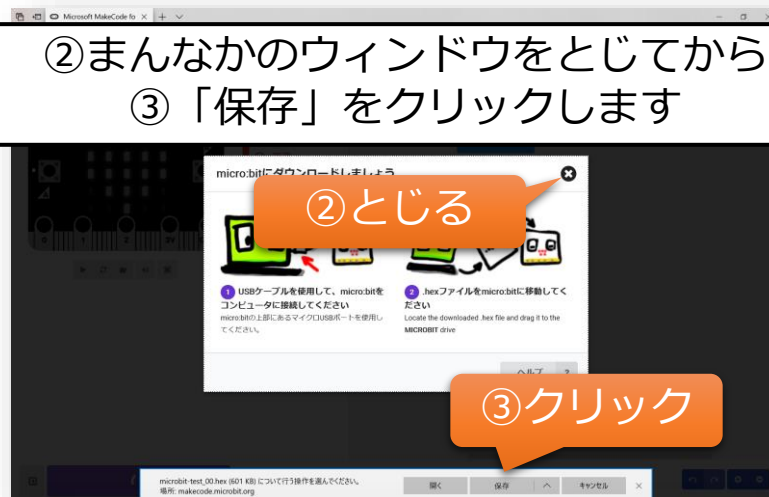 Microsoft MakeCode fo
②まんなかのウィンドウをとじてから
③「保存」をクリックします
micro:bitにダウンロードしましょう
②とじる
1 USBケーブルを使用して、micro:bitを
コンピュータに接続してください
micro:bitの上部にあるマイクロUSBポートを使用し
てください。
2 .hexファイルをmicro:bitに移動してく
ださい
Locate the downloaded .hex file and drag it to the
MICROBIT drive
ヘルプ ?
③クリック
microbit-test_00.hex (601 KB) について行う操作を選んでください。
場所: makecode.microbit.org
開く
保存
キャンセル
0 1 2 3V